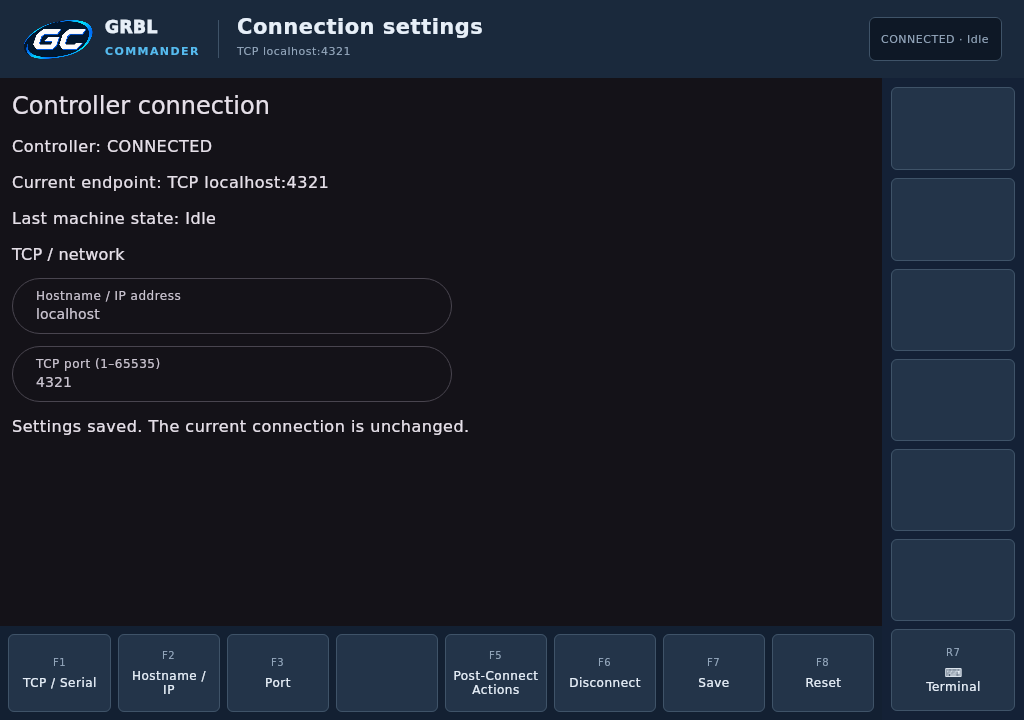 GC
GRBL
COMMANDER
Connection settings
TCP localhost:4321
CONNECTED · Idle
Controller connection
Controller: CONNECTED
Current endpoint: TCP localhost:4321
Last machine state: Idle
TCP / network
Hostname / IP address
localhost
TCP port (1–65535)
4321
Settings saved. The current connection is unchanged.
F1
TCP / Serial
F2
Hostname /
IP
F3
Port
F5
Post-Connect
Actions
F6
Disconnect
F7
Save
F8
Reset
R7
⌨
Terminal